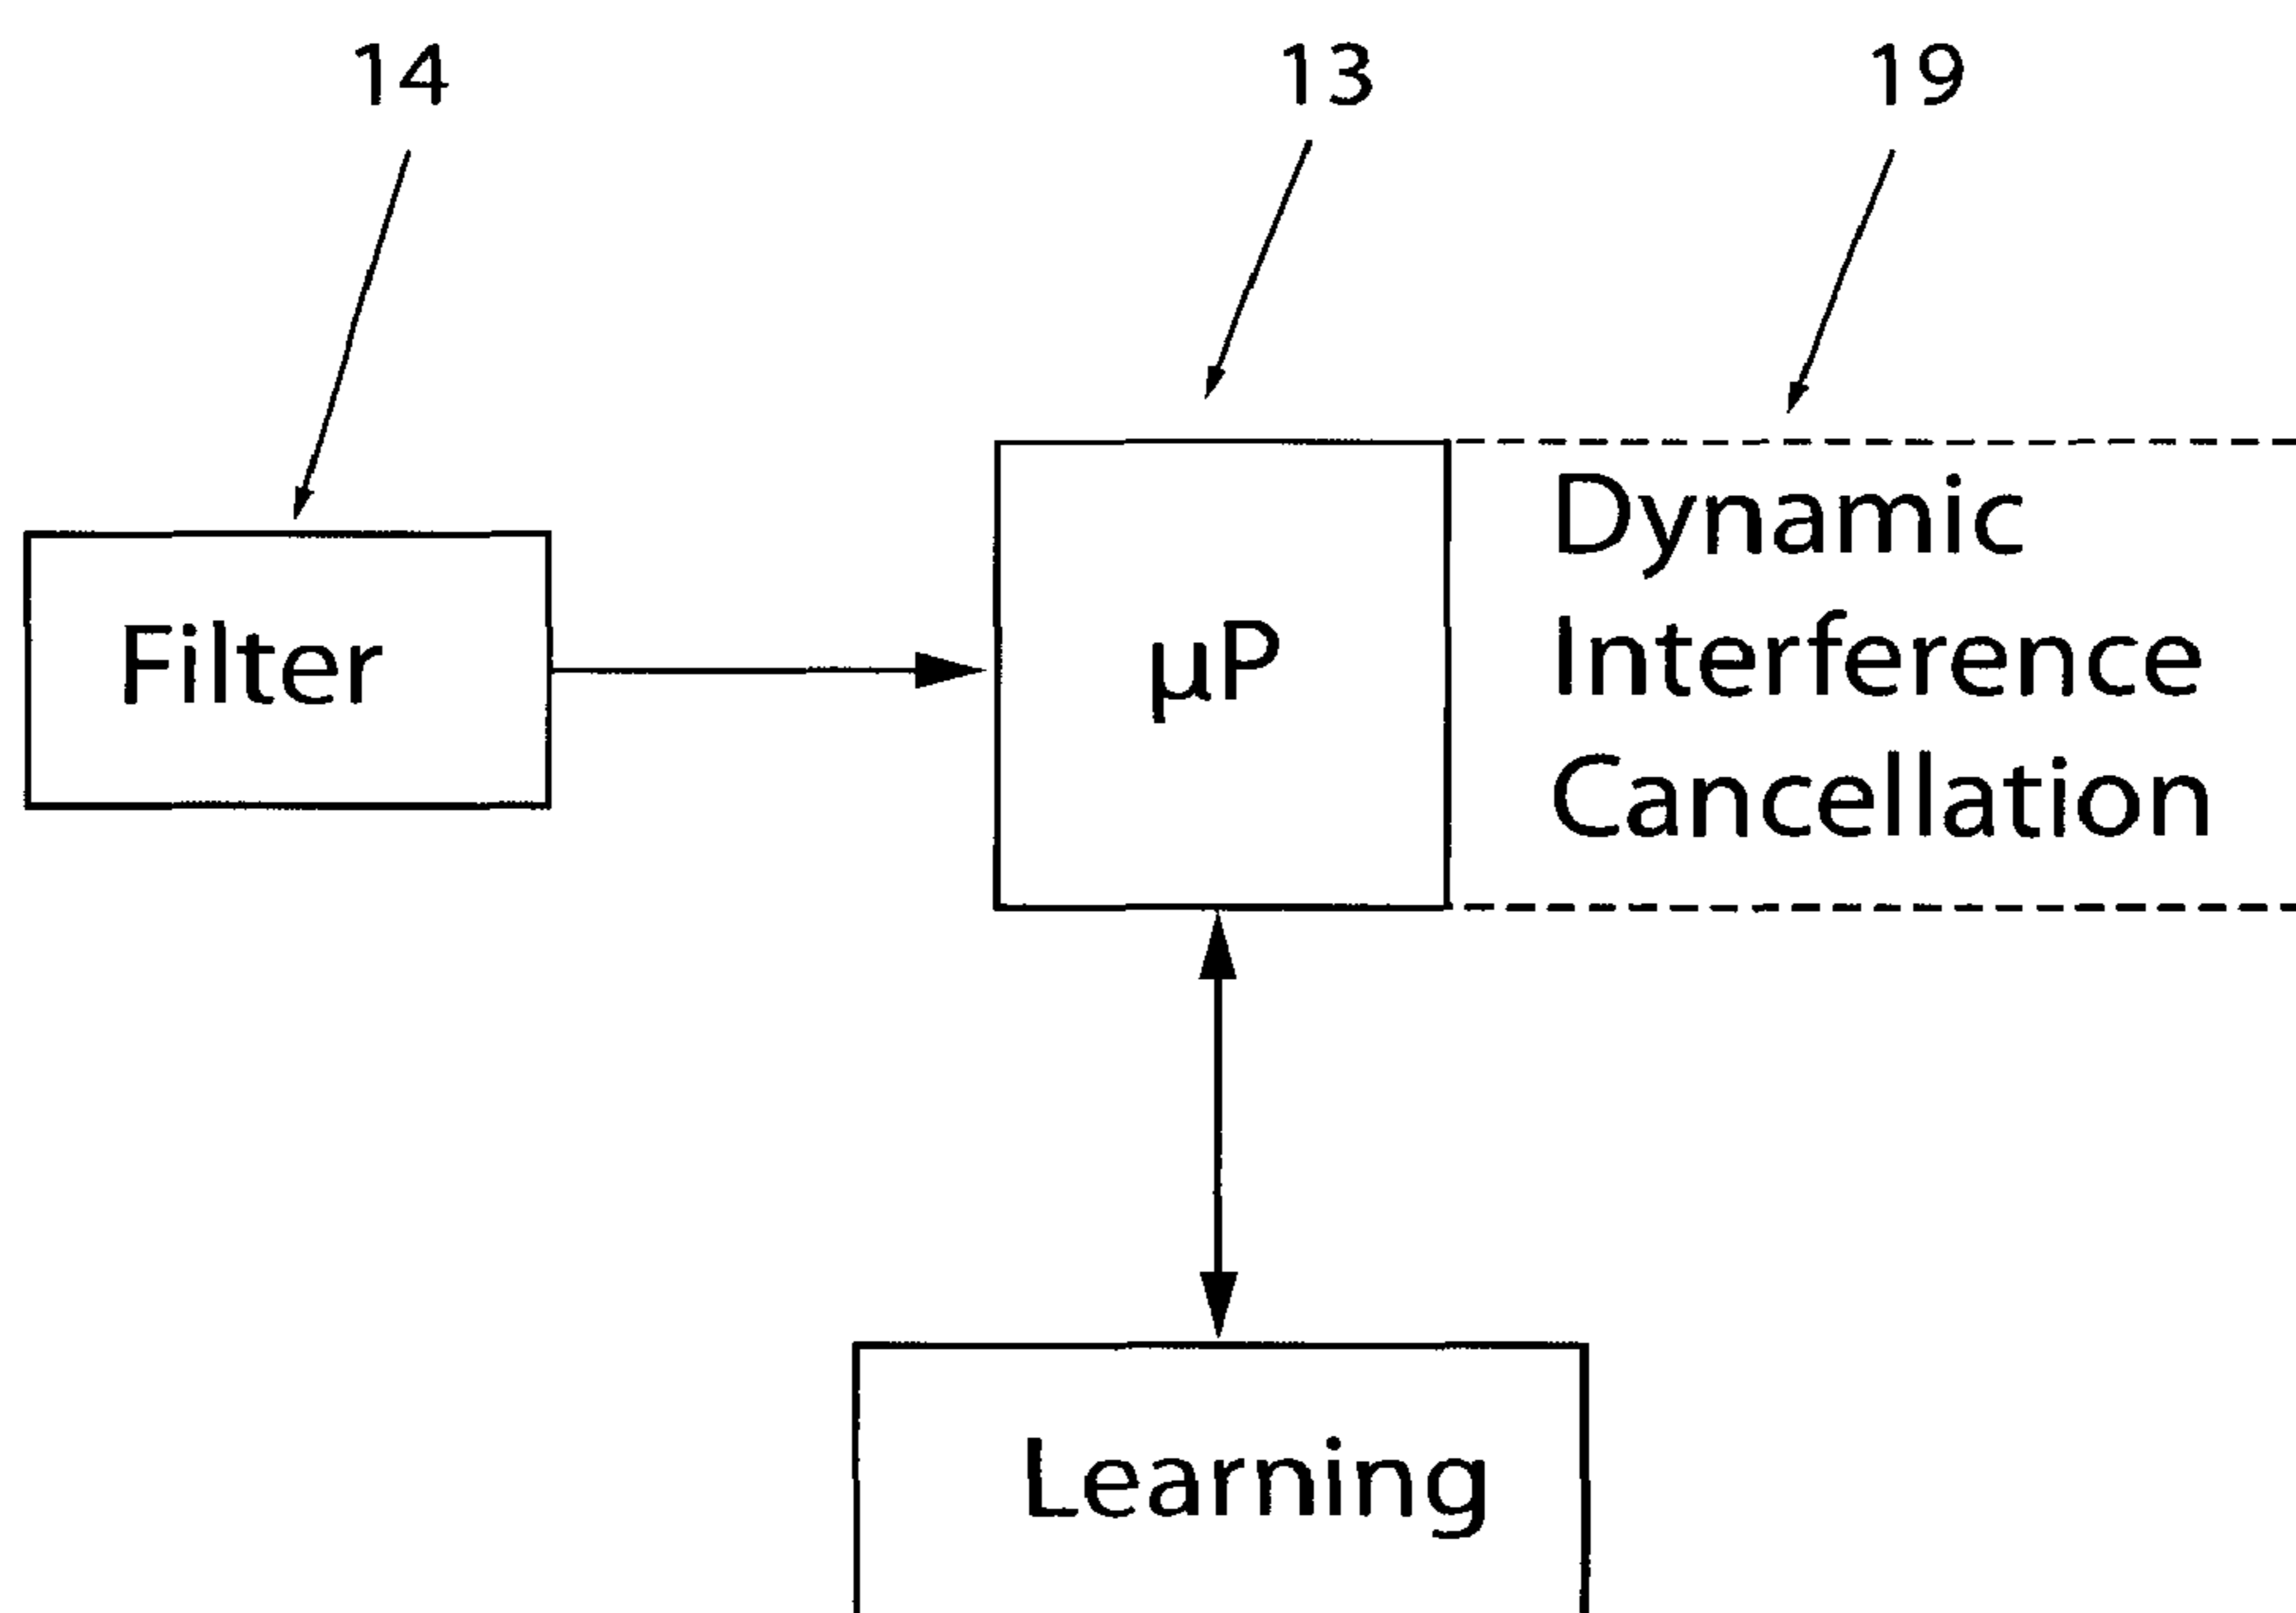 14
13
19
Filter
µP
Dynamic
Interference
Cancellation
Learning